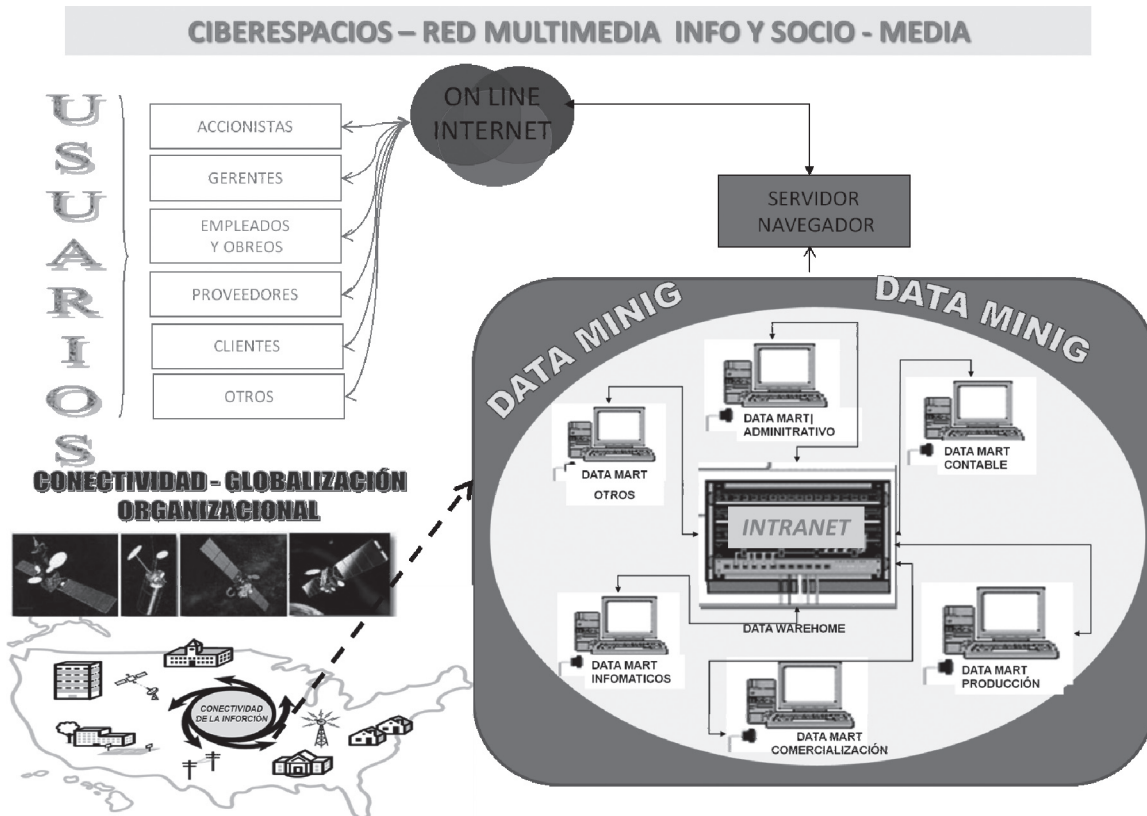 CIBERESPACIOS – RED MULTIMEDIA INFO Y SOCIO - MEDIA
USUARIOS
ACCIONISTAS
GERENTES
EMPLEADOS
Y OBREOS
PROVEEDORES
CLIENTES
OTROS
ON LINE
INTERNET
SERVIDOR
NAVEGADOR
DATA MINIG
DATA MINIG
DATA MART|
ADMINITRATIVO
DATA MART
CONTABLE
DATA MART
OTROS
INTRANET
DATA WAREHOME
DATA MART
INFOMATICOS
DATA MART
PRODUCCIÓN
DATA MART
COMERCIALIZACIÓN
CONECTIVIDAD - GLOBALIZACIÓN
ORGANIZACIONAL
CONECTIVIDAD
DE LA INFORCIÓN